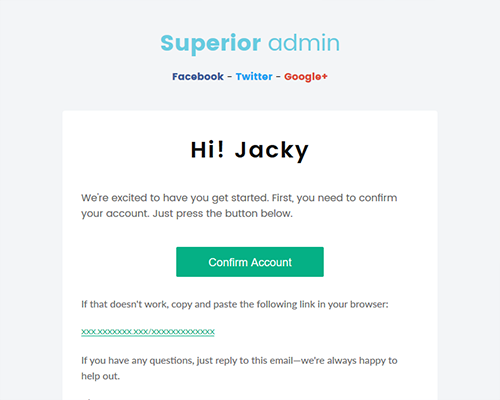 Superior admin
Facebook - Twitter - Google+
Hi! Jacky
We're excited to have you get started. First, you need to confirm
your account. Just press the button below.
Confirm Account
If that doesn't work, copy and paste the following link in your browser:
xxx.xxxxxxx.xxx/xxxxxxxxxxxxx
If you have any questions, just reply to this email—we're always happy to
help out.